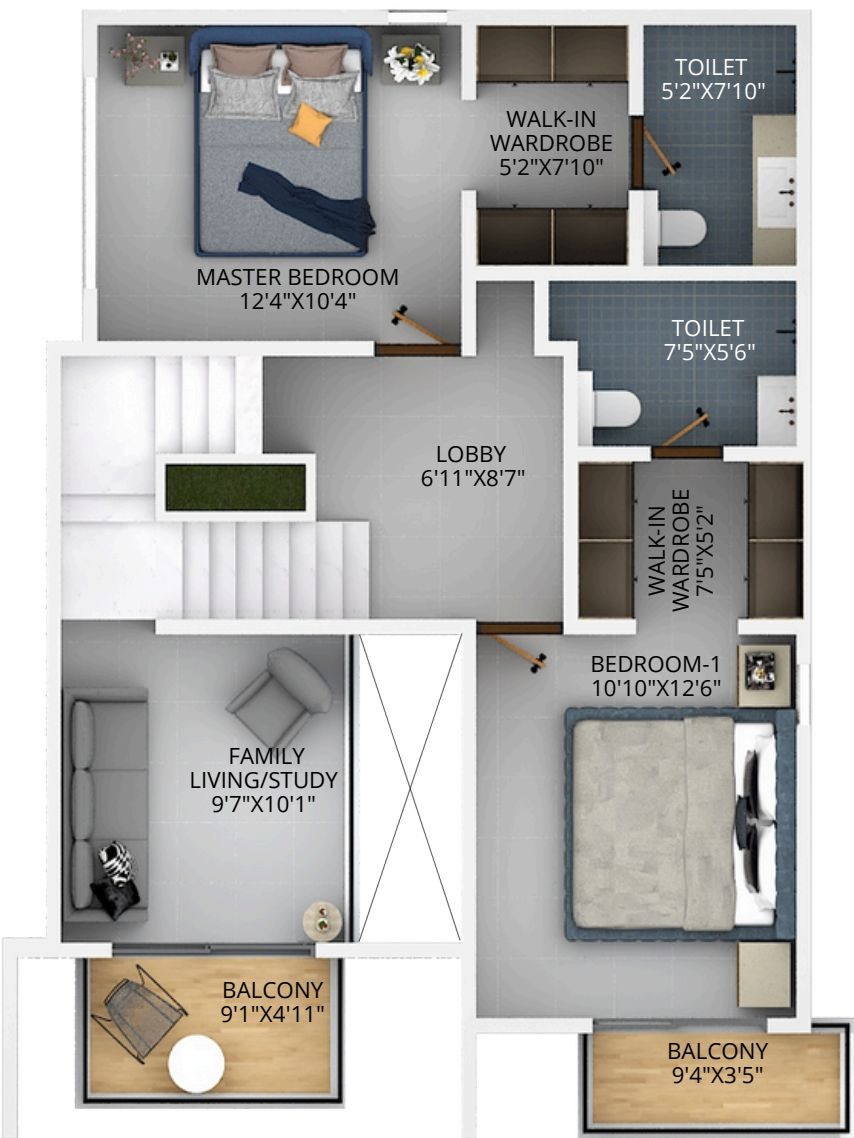 TOILET
5'2"X7'10"
WALK-IN
WARDROBE
5'2"X7'10"
MASTER BEDROOM
12'4"X10'4"
TOILET
7'5"X5'6"
LOBBY
6'11"X8'7"
WALK-IN
WARDROBE
7'5"X5'2"
BEDROOM-1
10'10"X12'6"
FAMILY
LIVING/STUDY
9'7"X10'1"
BALCONY
9'1"X4'11"
BALCONY
9'4"X3'5"